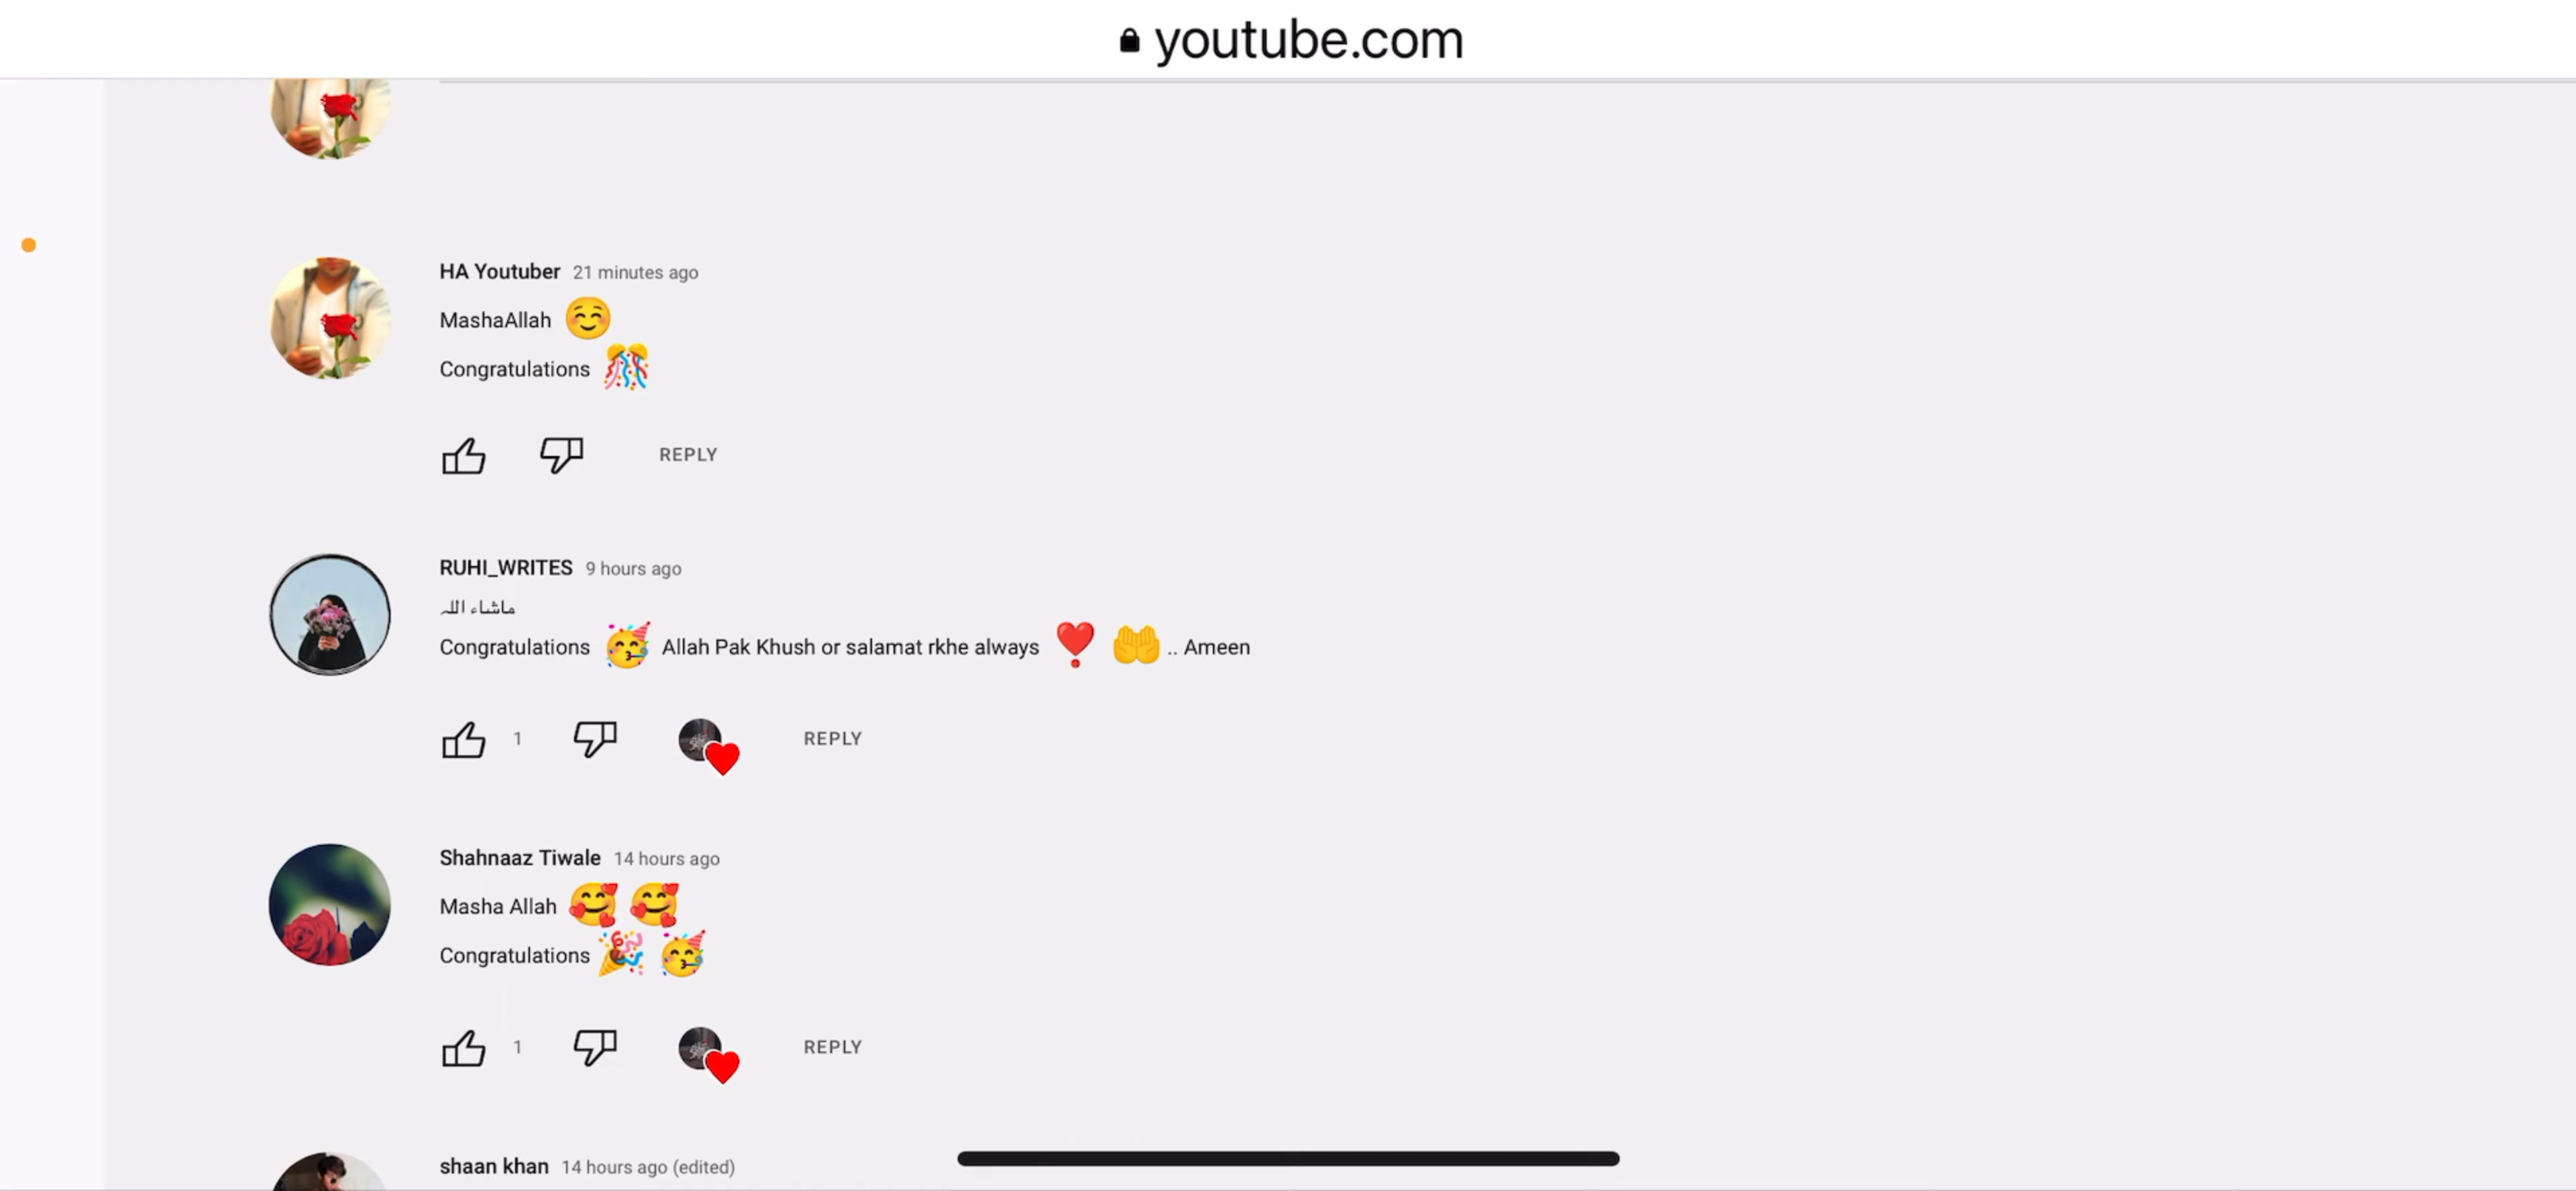 youtube.com
HA Youtuber 21 minutes ago
MashaAllah ☺️
Congratulations 🎊
REPLY
RUHI_WRITES 9 hours ago
ماشاء اللہ
Congratulations 🥳 Allah Pak Khush or salamat rkhe always ❣️ 🤲 .. Ameen
1 REPLY
Shahnaaz Tiwale 14 hours ago
Masha Allah 🥰 🥰
Congratulations 🎉 🥳
1 REPLY
shaan khan 14 hours ago (edited)